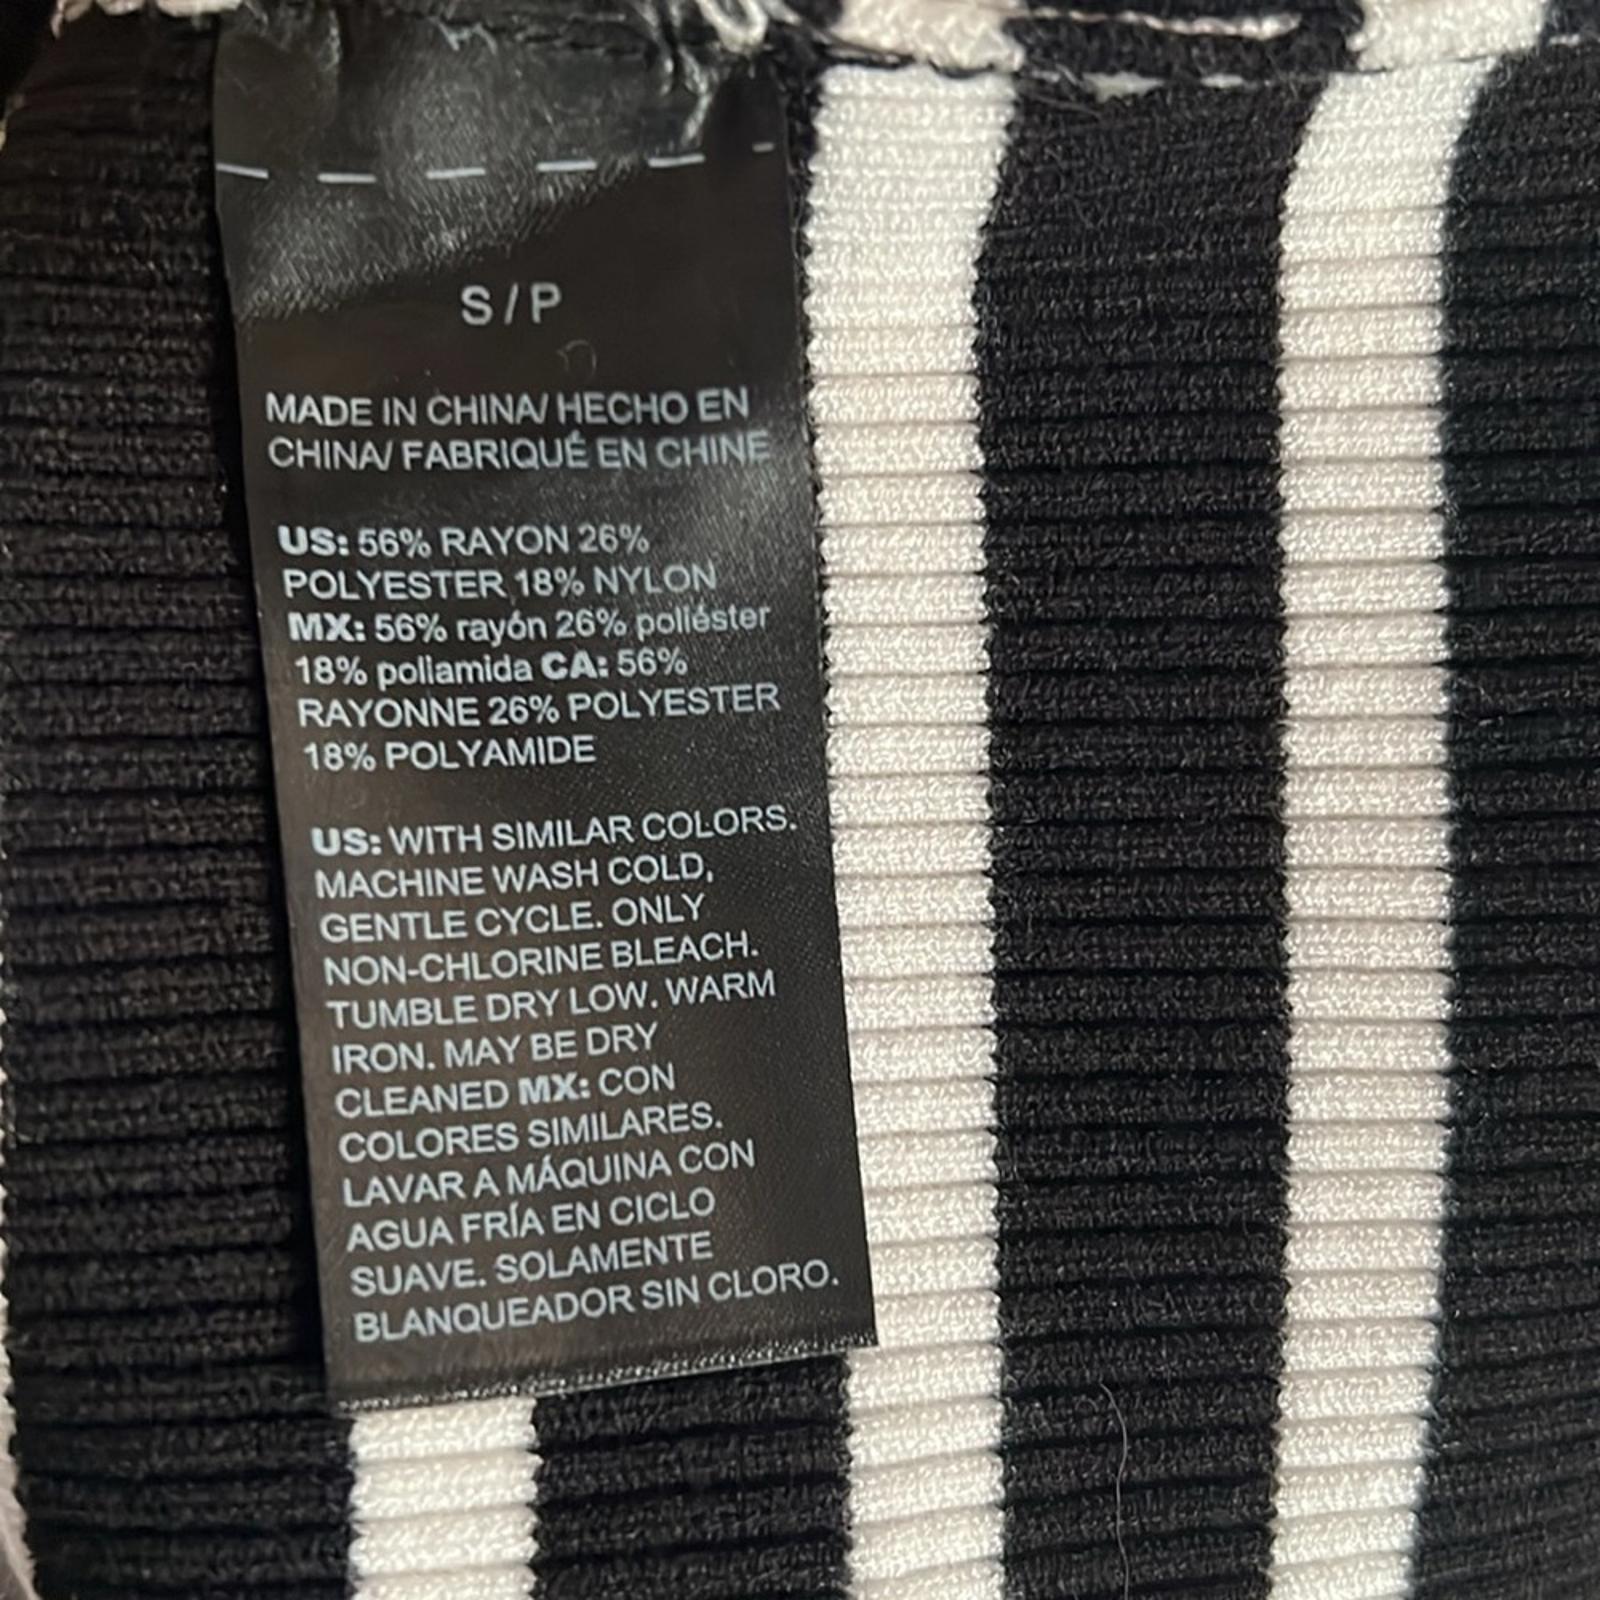 S / P
MADE IN CHINA/ HECHO EN
CHINA/ FABRIQUÉ EN CHINE
US: 56% RAYON 26%
POLYESTER 18% NYLON
MX: 56% rayón 26% poliéster
18% poliamida CA: 56%
RAYONNE 26% POLYESTER
18% POLYAMIDE
US: WITH SIMILAR COLORS.
MACHINE WASH COLD,
GENTLE CYCLE. ONLY
NON-CHLORINE BLEACH.
TUMBLE DRY LOW. WARM
IRON. MAY BE DRY
CLEANED MX: CON
COLORES SIMILARES.
LAVAR A MÁQUINA CON
AGUA FRÍA EN CICLO
SUAVE. SOLAMENTE
BLANQUEADOR SIN CLORO.